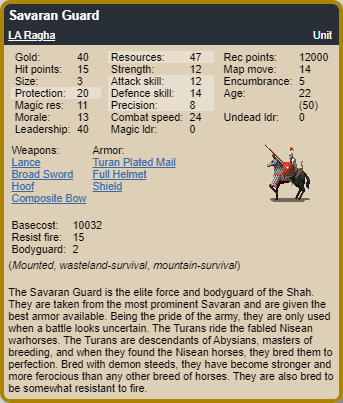 Savaran Guard
LA Ragha Unit
Gold: 40 Resources: 47 Rec points: 12000
Hit points: 15 Strength: 12 Map move: 14
Size: 3 Attack skill: 12 Encumbrance: 5
Protection: 20 Defence skill: 14 Age: 22
Magic res: 11 Precision: 8 (50)
Morale: 13 Combat speed: 24 Undead ldr: 0
Leadership: 40 Magic ldr: 0
Weapons: Armor:
Lance Turan Plated Mail
Broad Sword Full Helmet
Hoof Shield
Composite Bow
Basecost: 10032
Resist fire: 15
Bodyguard: 2
(Mounted, wasteland-survival, mountain-survival)
The Savaran Guard is the elite force and bodyguard of the Shah.
They are taken from the most prominent Savaran and are given the
best armor available. Being the pride of the army, they are only used
when a battle looks uncertain. The Turans ride the fabled Nisean
warhorses. The Turans are descendants of Abysians, masters of
breeding, and when they found the Nisean horses, they bred them to
perfection. Bred with demon steeds, they have become stronger and
more ferocious than any other breed of horses. They are also bred to
be somewhat resistant to fire.